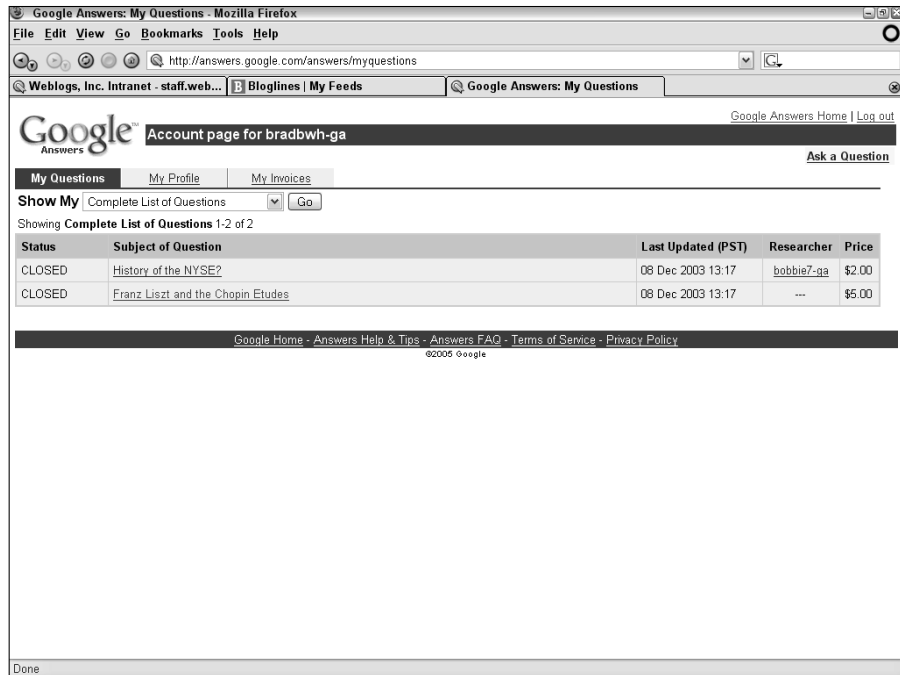 Google Answers: My Questions - Mozilla Firefox
File Edit View Go Bookmarks Tools Help
http://answers.google.com/answers/myquestions
G
Weblogs, Inc. Intranet - staff.web... B Bloglines | My Feeds Google Answers: My Questions
Google Answers Home | Log out
Google™ Answers Account page for bradbwh-ga
Ask a Question
My Questions My Profile My Invoices
Show My Complete List of Questions Go
Showing Complete List of Questions 1-2 of 2
Status Subject of Question Last Updated (PST) Researcher Price
CLOSED History of the NYSE? 08 Dec 2003 13:17 bobbie7-ga $2.00
CLOSED Franz Liszt and the Chopin Etudes 08 Dec 2003 13:17 --- $5.00
Google Home - Answers Help & Tips - Answers FAQ - Terms of Service - Privacy Policy
©2005 Google
Done